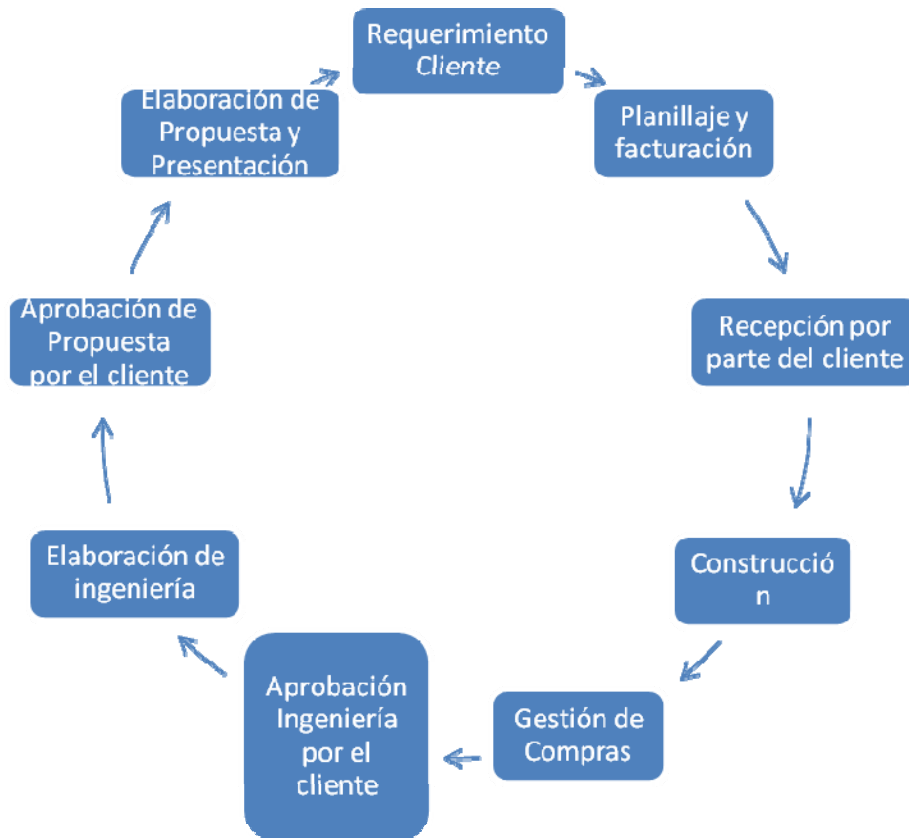 Requerimiento
Cliente
Planillaje y
facturación
Recepción por
parte del cliente
Construcció
n
Gestión de
Compras
Aprobación
Ingeniería
por el
cliente
Elaboración de
ingeniería
Aprobación de
Propuesta
por el cliente
Elaboración de
Propuesta y
Presentación